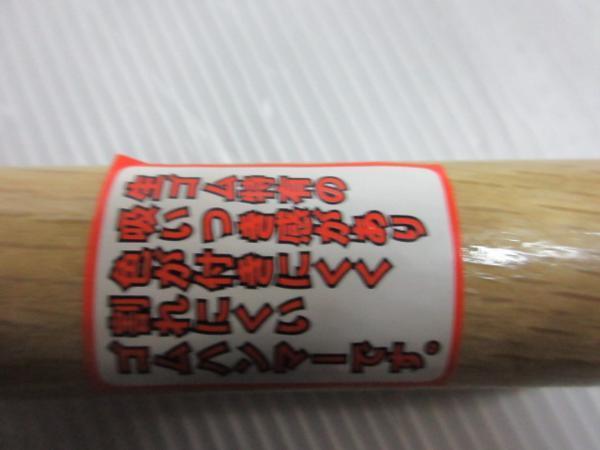 生ゴム特有の
吸いつき感があり
色が付きにくく
割れにくい
ゴムハンマーです。